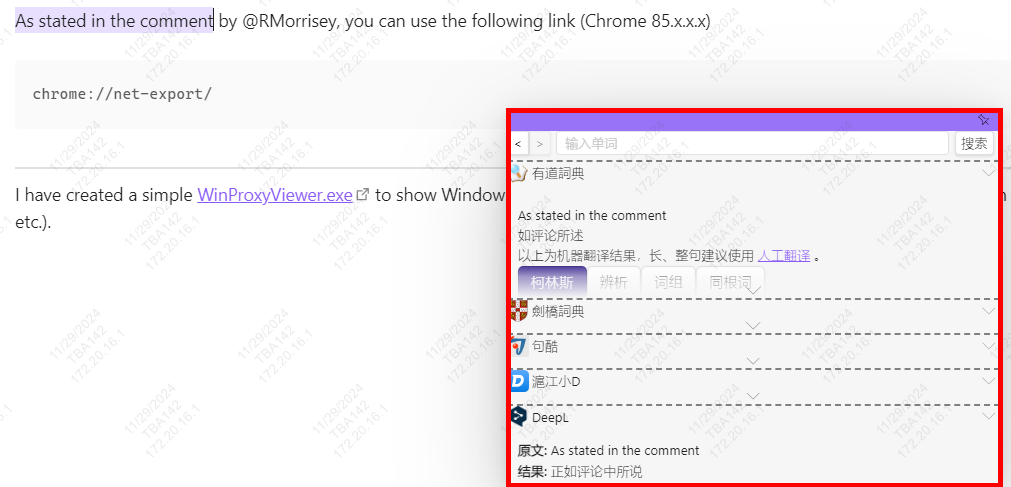 As stated in the comment by @RMorrisey, you can use the following link (Chrome 85.x.x.x)
chrome://net-export/
I have created a simple WinProxyViewer.exe to show Window
etc.).
< > 输入单词 搜索
有道詞典
As stated in the comment
如评论所述
以上为机器翻译结果，长、整句建议使用 人工翻译 。
柯林斯 辨析 词组 同根词
劍橋詞典
句酷
滬江小D
DeepL
原文: As stated in the comment
结果: 正如评论中所说
11/29/2024
TBA142
172.20.16.1